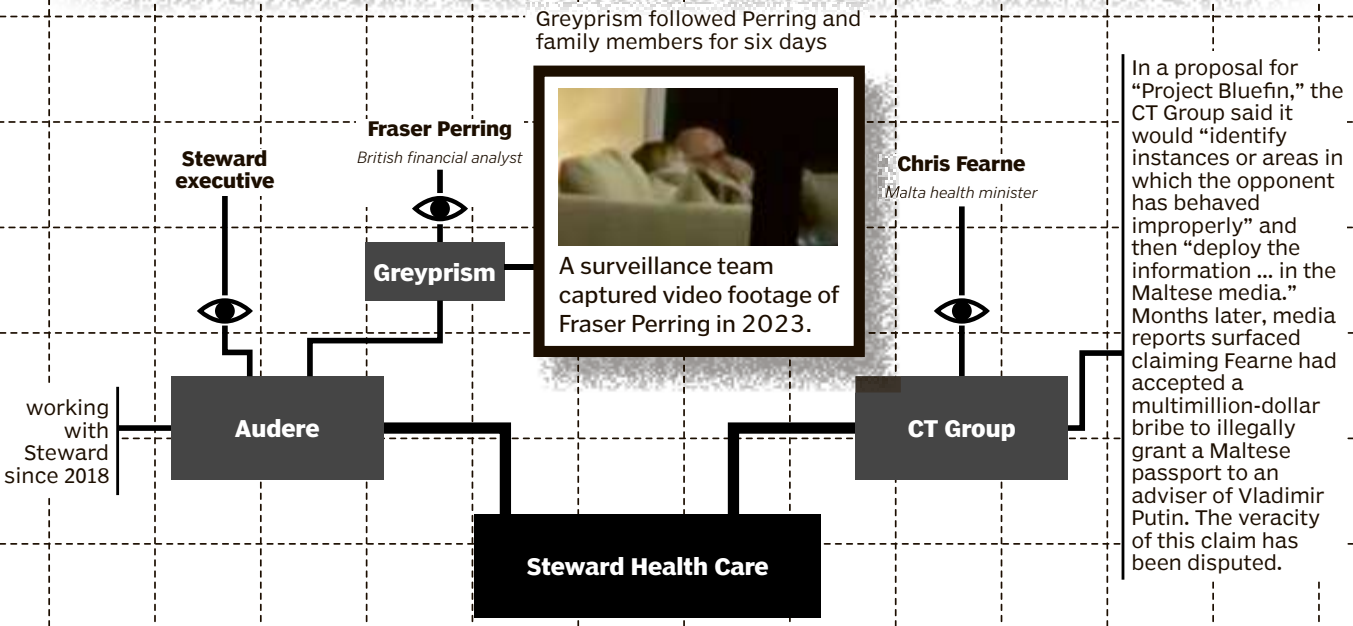 Greyprism followed Perring and
family members for six days
Fraser Perring
British financial analyst
Steward
executive
Greyprism
A surveillance team
captured video footage of
Fraser Perring in 2023.
Chris Fearne
Malta health minister
In a proposal for
“Project Bluefin,” the
CT Group said it
would “identify
instances or areas in
which the opponent
has behaved
improperly” and
then “deploy the
information ... in the
Maltese media.”
Months later, media
reports surfaced
claiming Fearne had
accepted a
multimillion-dollar
bribe to illegally
grant a Maltese
passport to an
adviser of Vladimir
Putin. The veracity
of this claim has
been disputed.
working
with
Steward
since 2018
Audere
CT Group
Steward Health Care